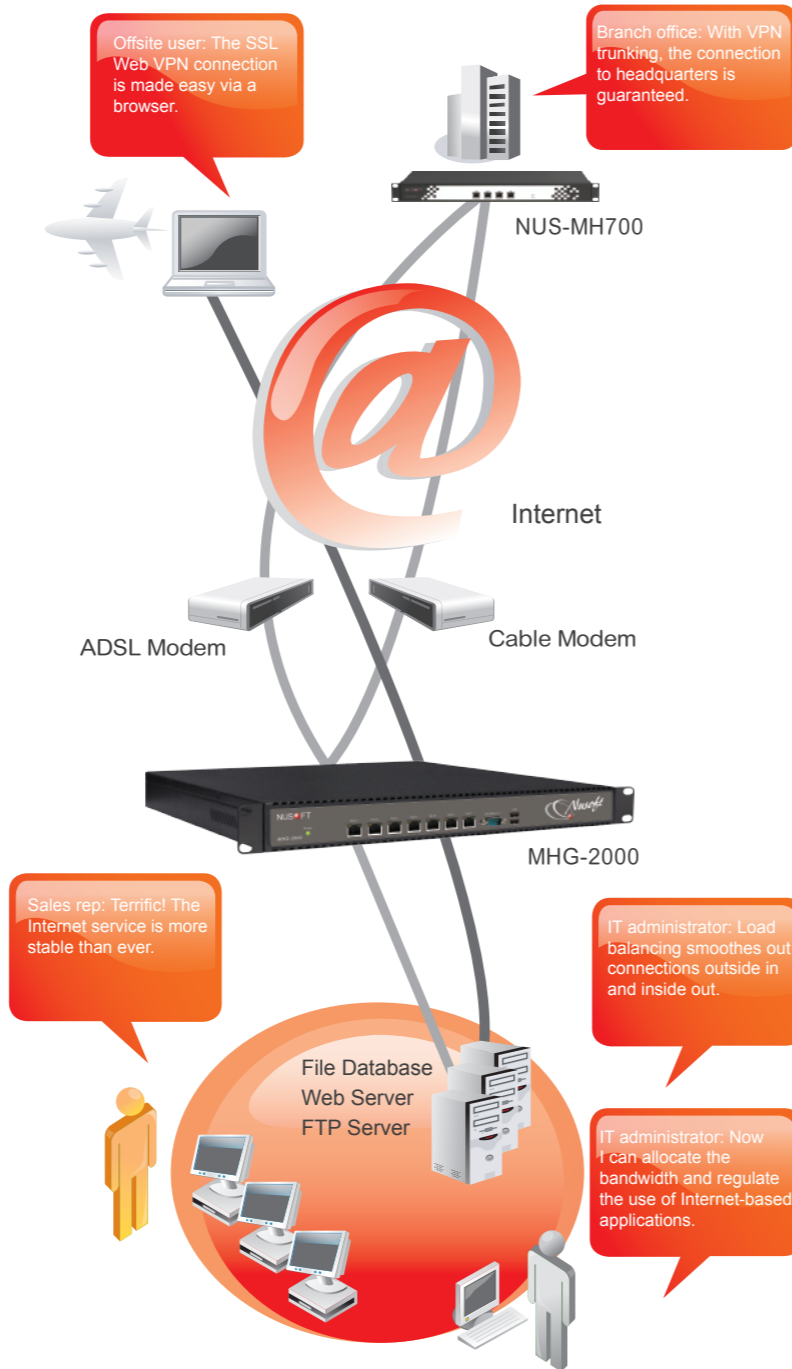 Offsite user: The SSL
Web VPN connection
is made easy via a
browser.
Branch office: With VPN
trunking, the connection
to headquarters is
guaranteed.
NUS-MH700
Internet
ADSL Modem
Cable Modem
NUSOFT
Nusoft
MHG-2000
MHG-2000
Sales rep: Terrific! The
Internet service is more
stable than ever.
IT administrator: Load
balancing smoothes out
connections outside in
and inside out.
File Database
Web Server
FTP Server
IT administrator: Now
I can allocate the
bandwidth and regulate
the use of Internet-based
applications.